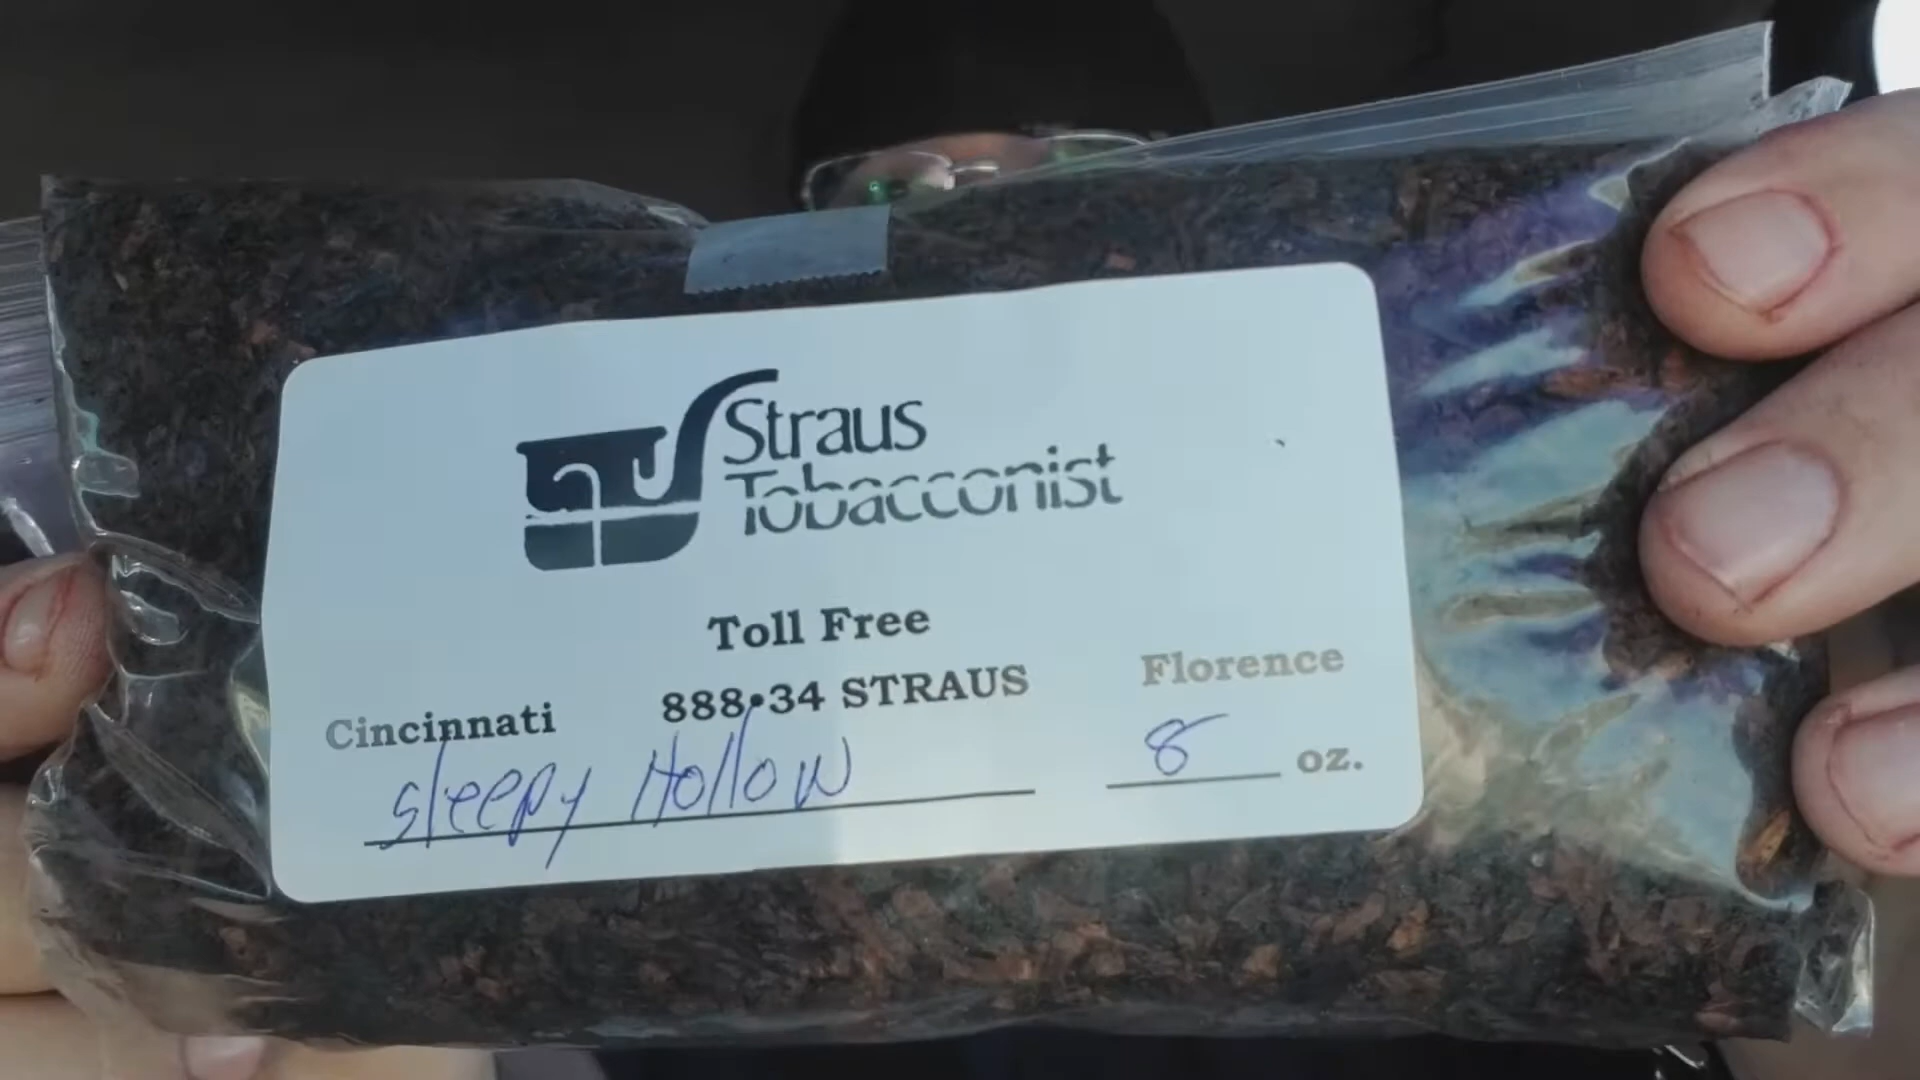 Straus
Tobacconist
Toll Free
Cincinnati 888•34 STRAUS Florence
Sleepy Hollow 8 oz.